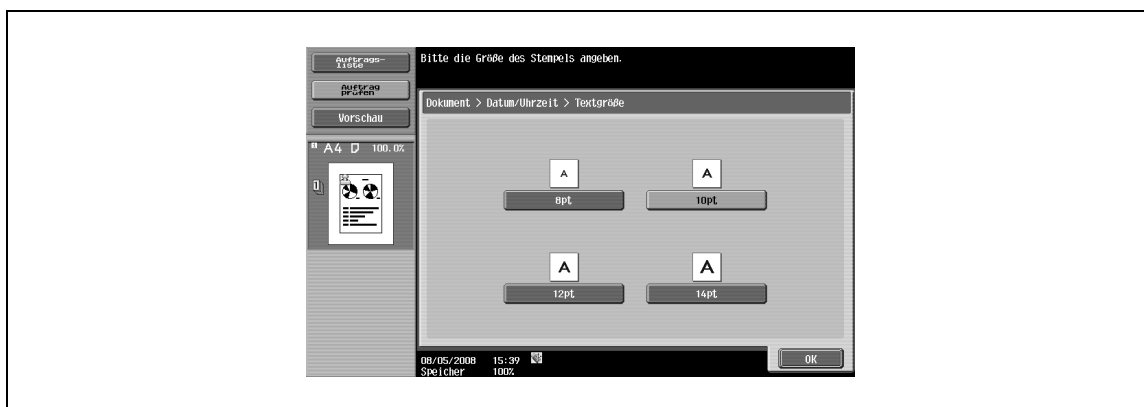 Auftrags-
liste
Bitte die Größe des Stempels angeben.
Auftrag
prüfen
Dokument > Datum/Uhrzeit > Textgröße
Vorschau
A4 100.0%
A
A
8pt
10pt
A
A
12pt
14pt
08/05/2008 15:39
Speicher 100%
OK